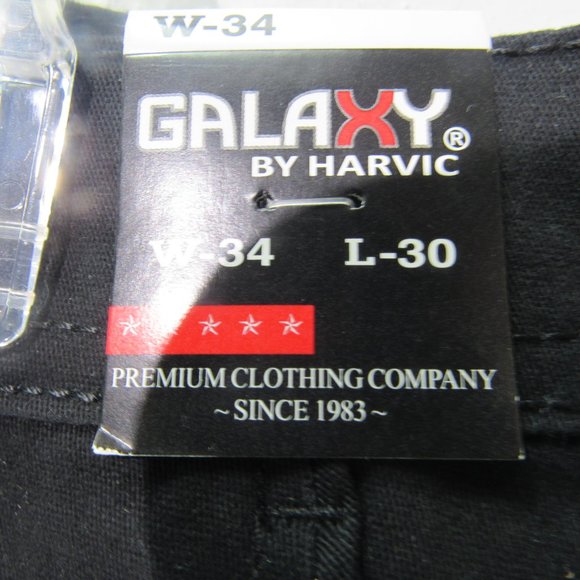 W-34
GALAXY®
BY HARVIC
W-34 L-30
PREMIUM CLOTHING COMPANY
~ SINCE 1983 ~